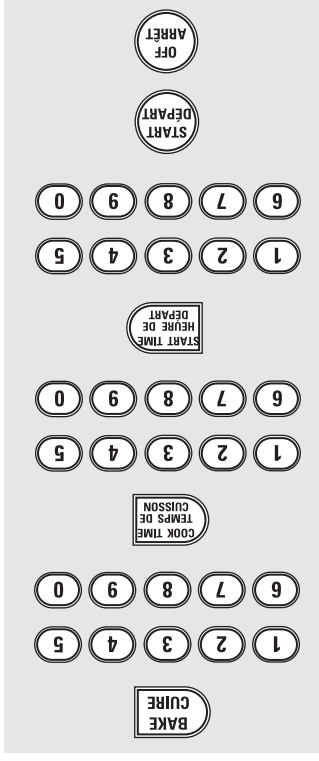 BAKE
CUIRE
1 2 3 4 5
6 7 8 9 0
COOK TIME
TEMPS DE
CUISSON
1 2 3 4 5
6 7 8 9 0
START TIME
HEURE DE
DÉPART
1 2 3 4 5
6 7 8 9 0
START
DÉPART
OFF
ARRÊT